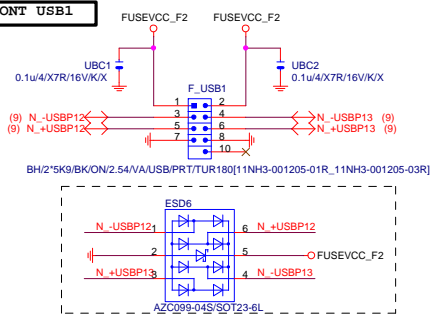 ONT USB1
FUSEVCC_F2 FUSEVCC_F2
UBC1
0.1u/4/X7R/16V/K/X
UBC2
0.1u/4/X7R/16V/K/X
F_USB1
1 2
(9) N_-USBP12 3 4 N_-USBP13 (9)
(9) N_+USBP12 5 6 N_+USBP13 (9)
7 8
10
BH/2*5K9/BK/ON/2.54/VA/USB/PRT/TUR180[11NH3-001205-01R_11NH3-001205-03R]
ESD6
N_-USBP12 1 6 N_+USBP12
2 5 FUSEVCC_F2
N_+USBP13 3 4 N_-USBP13
AZC099-04S/SOT23-6L